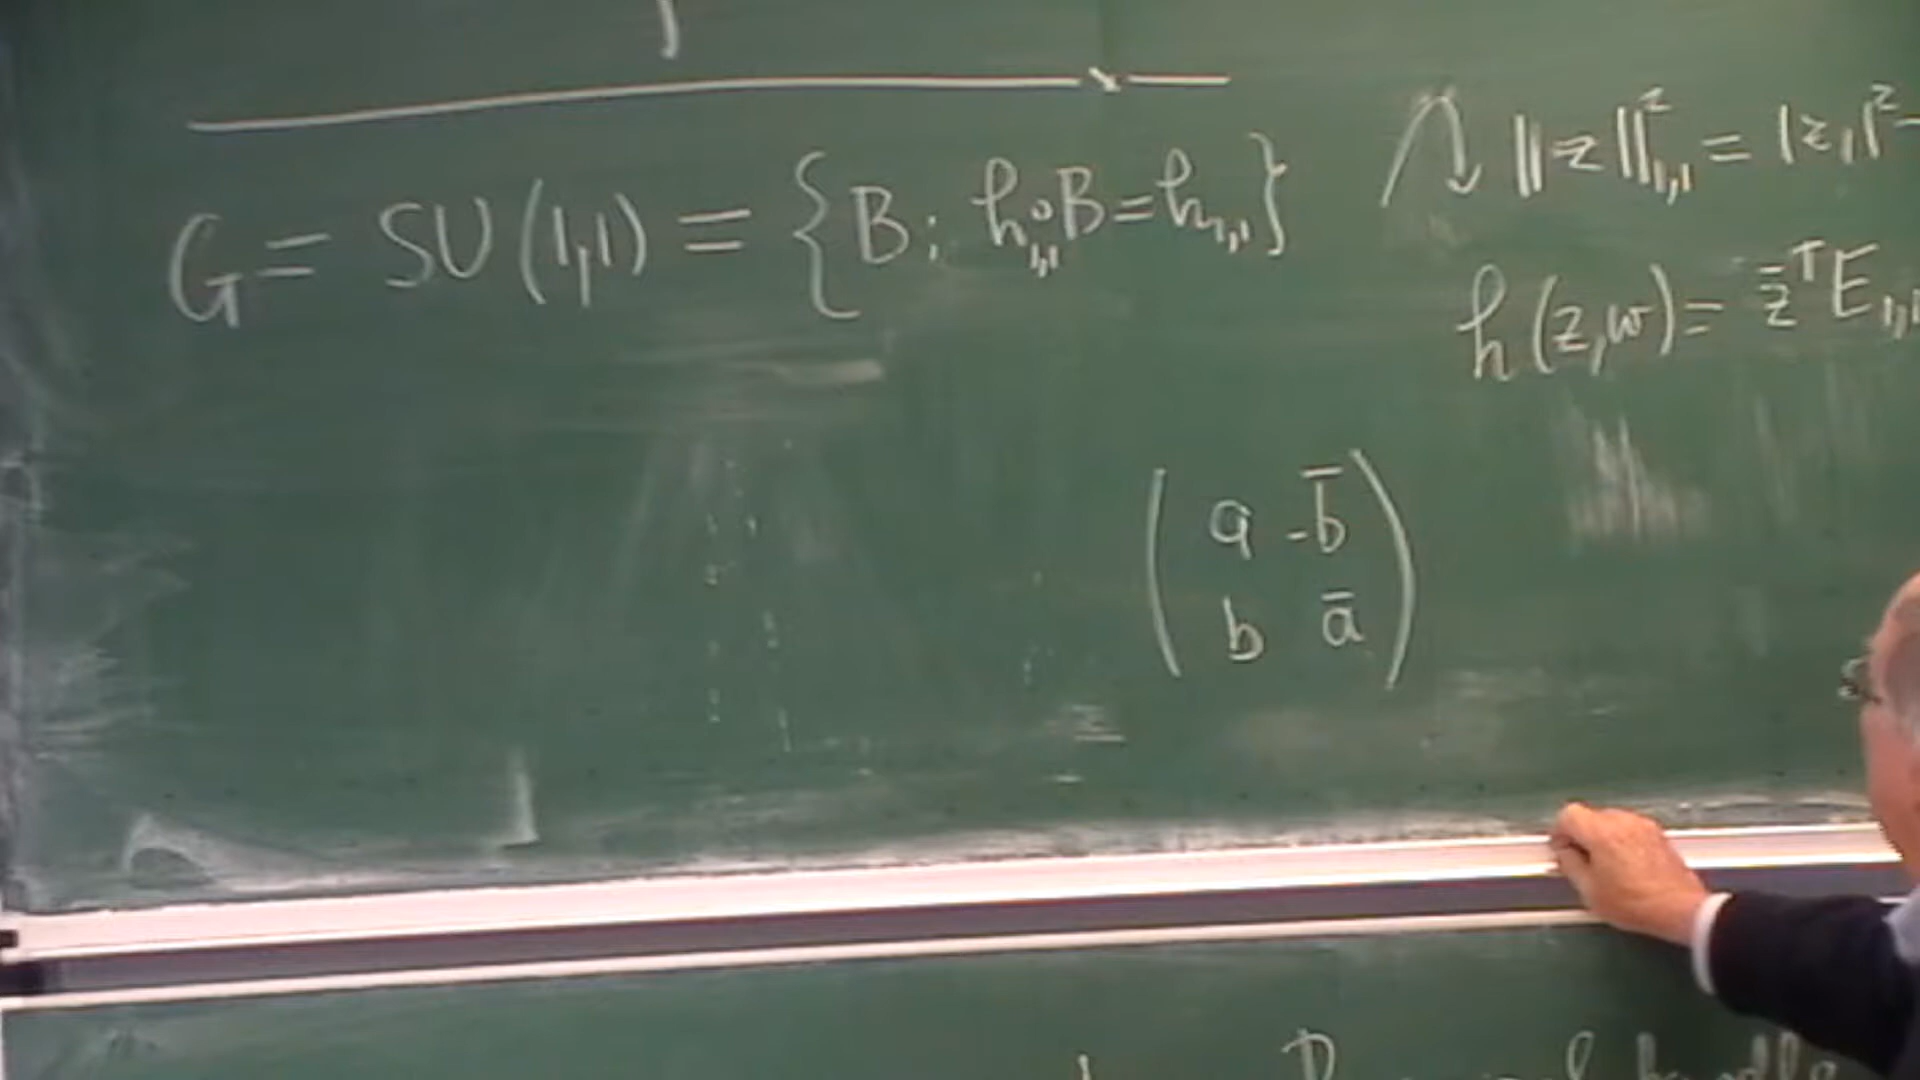 G = SU(1,1) = {B; h₁,₁∘B = h₁,₁}
‖z‖²₁,₁ = |z₁|² -
h(z,w) = z̄ᵀE₁,₁
( a -b̄
b ā )